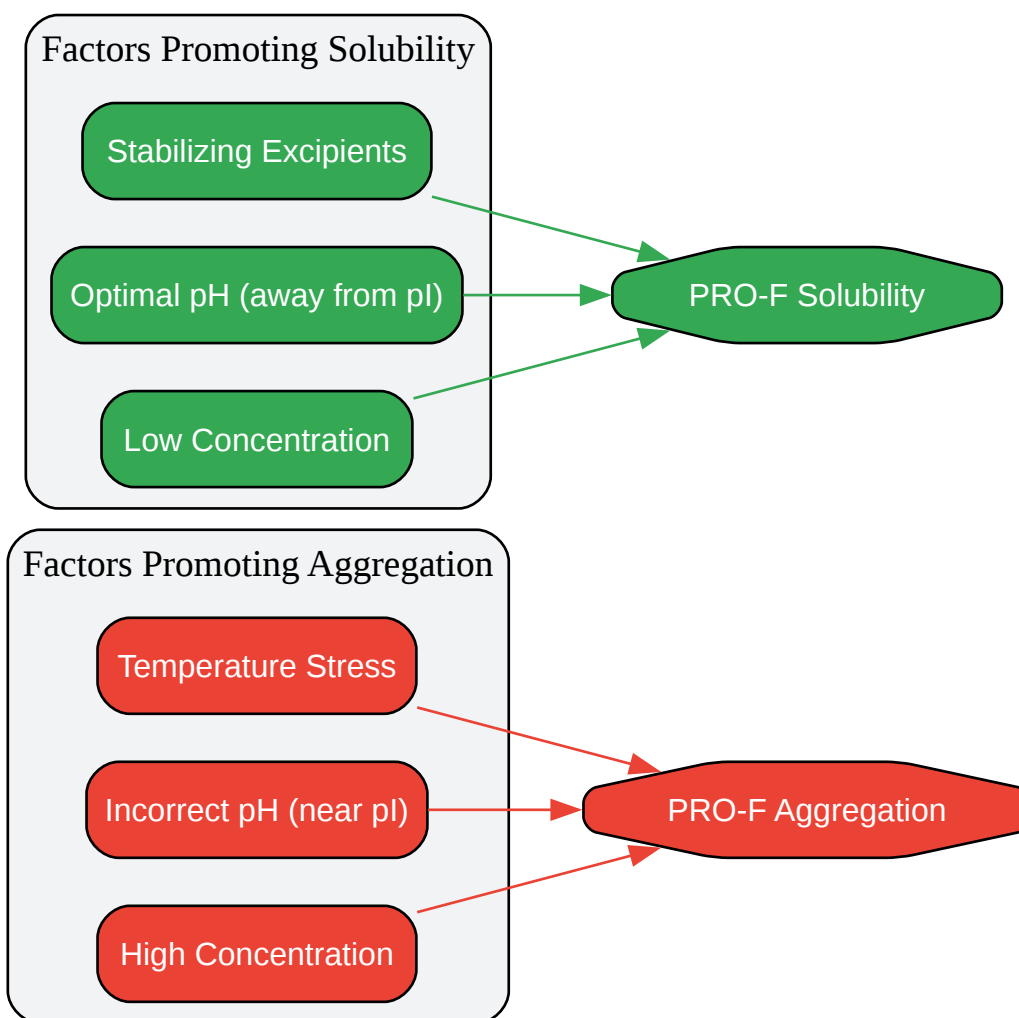 Factors Promoting Solubility
Stabilizing Excipients
Optimal pH (away from pI)
PRO-F Solubility
Low Concentration
Factors Promoting Aggregation
Temperature Stress
Incorrect pH (near pI)
PRO-F Aggregation
High Concentration